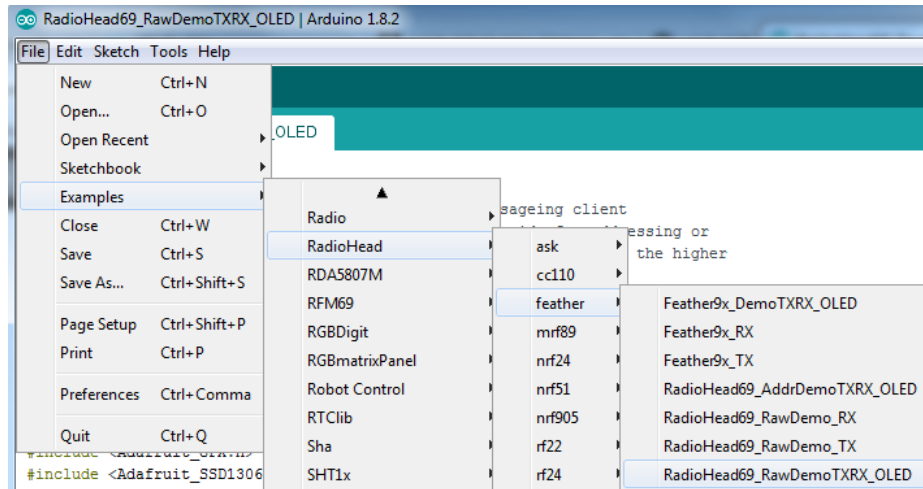 RadioHead69_RawDemoTXRX_OLED | Arduino 1.8.2
File Edit Sketch Tools Help
New Ctrl+N
Open... Ctrl+O
Open Recent
Sketchbook
Examples
Close Ctrl+W
Save Ctrl+S
Save As... Ctrl+Shift+S
Page Setup Ctrl+Shift+P
Print Ctrl+P
Preferences Ctrl+Comma
Quit Ctrl+Q
_OLED
sageing client
essing or
the higher
#include <Adafruit_GFX.h>
#include <Adafruit_SSD1306
Radio
RadioHead
RDA5807M
RFM69
RGBDigit
RGBmatrixPanel
Robot Control
RTClib
Sha
SHT1x
ask
cc110
feather
mrf89
nrf24
nrf51
nrf905
rf22
rf24
Feather9x_DemoTXRX_OLED
Feather9x_RX
Feather9x_TX
RadioHead69_AddrDemoTXRX_OLED
RadioHead69_RawDemo_RX
RadioHead69_RawDemo_TX
RadioHead69_RawDemoTXRX_OLED